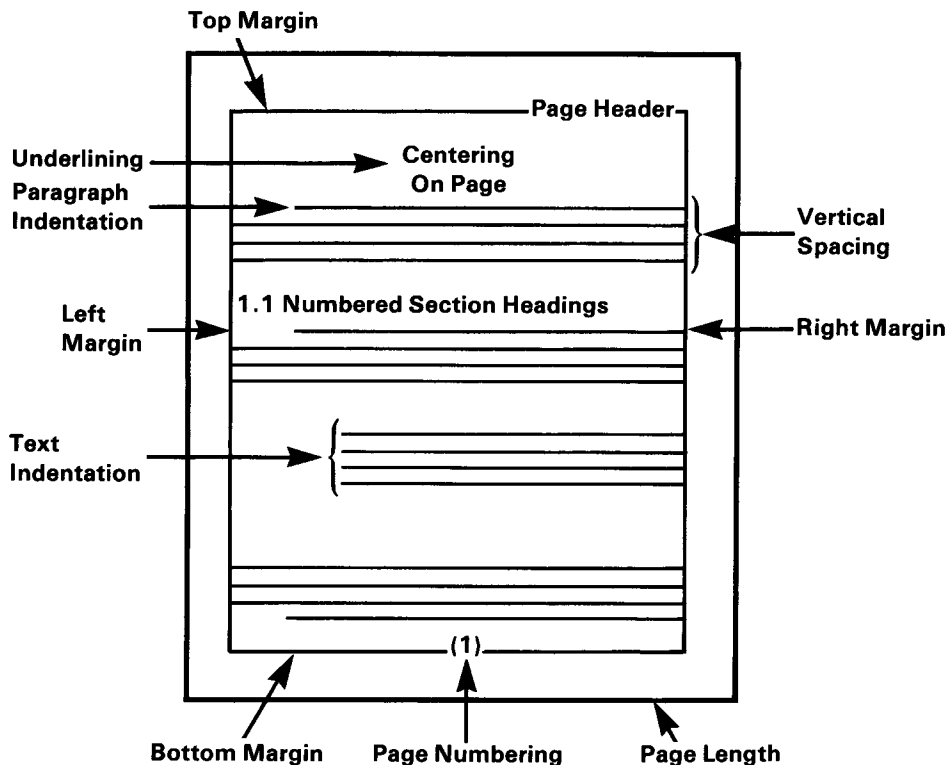 Top Margin
Page Header
Underlining
Centering
On Page
Paragraph
Indentation
Vertical
Spacing
1.1 Numbered Section Headings
Left
Margin
Right Margin
Text
Indentation
(1)
Bottom Margin
Page Numbering
Page Length